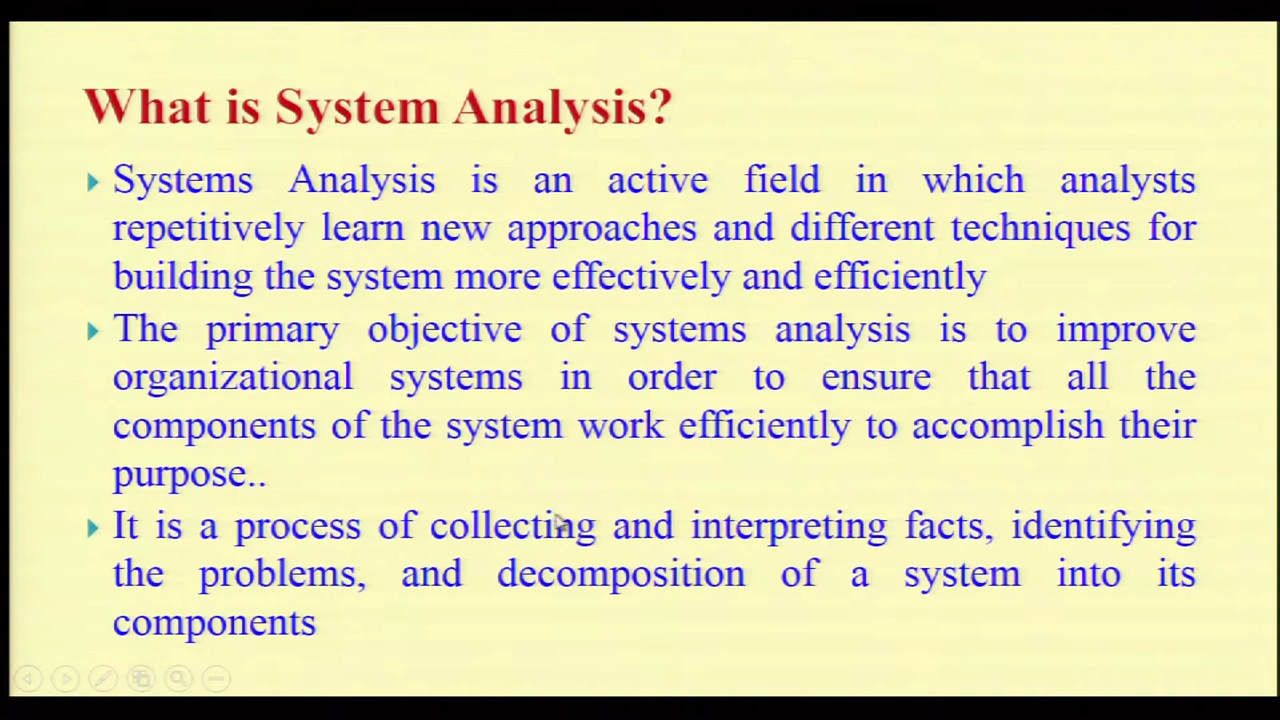 What is System Analysis?
Systems Analysis is an active field in which analysts
repetitively learn new approaches and different techniques for
building the system more effectively and efficiently
The primary objective of systems analysis is to improve
organizational systems in order to ensure that all the
components of the system work efficiently to accomplish their
purpose..
It is a process of collecting and interpreting facts, identifying
the problems, and decomposition of a system into its
components